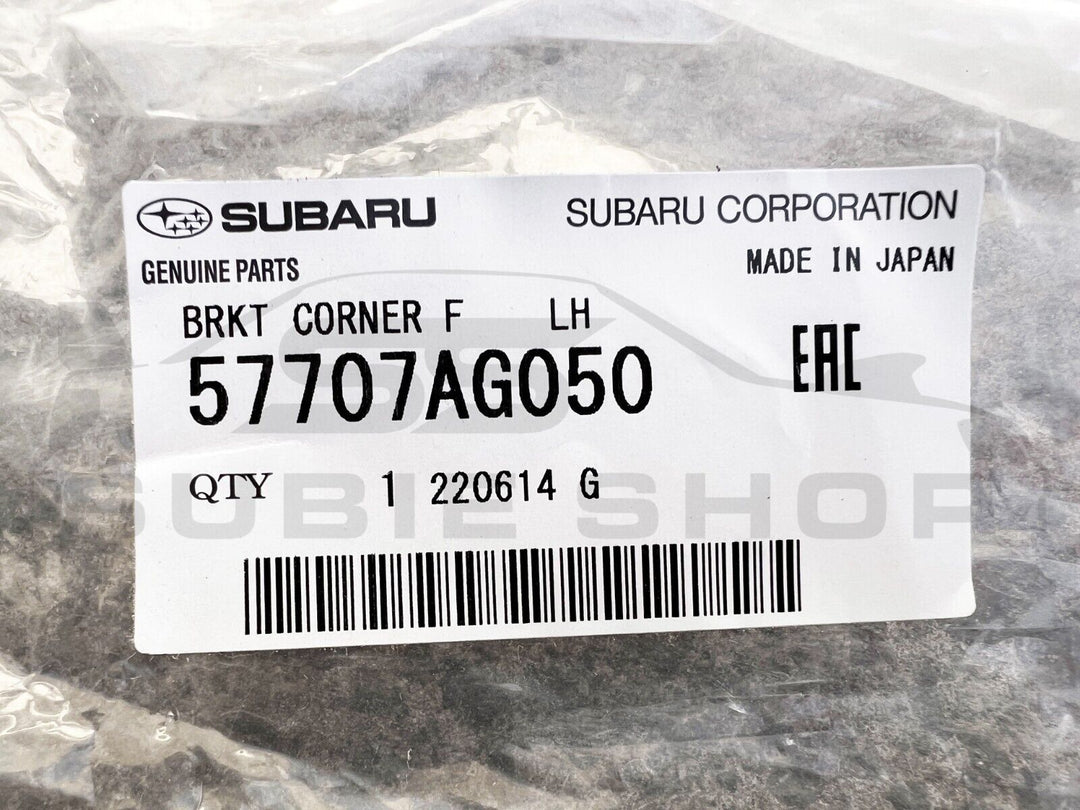 SUBARU SUBARU CORPORATION
GENUINE PARTS MADE IN JAPAN
BRKT CORNER F LH
57707AG050 EAC
QTY 1 220614 G
SUBIE SHOP